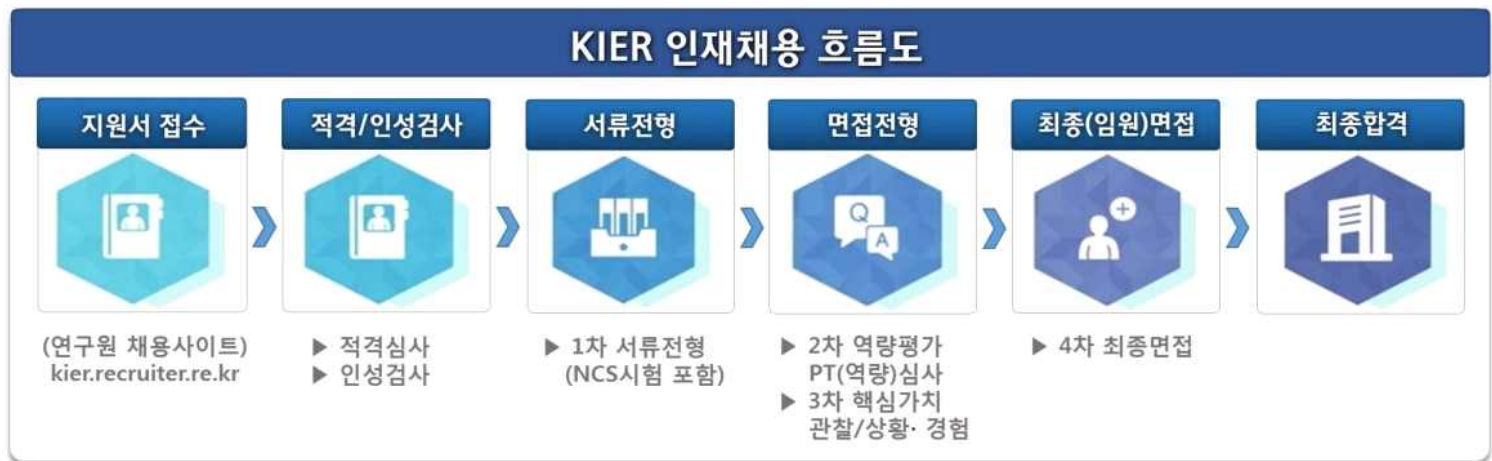 KIER 인재채용 흐름도
지원서 접수
적격/인성검사
서류전형
면접전형
최종(임원)면접
최종합격
Q
A
(연구원 채용사이트)
kier.recruiter.re.kr
▶ 적격심사
▶ 인성검사
▶ 1차 서류전형
(NCS시험 포함)
▶ 2차 역량평가
PT(역량)심사
▶ 3차 핵심가치
관찰/상황· 경험
▶ 4차 최종면접